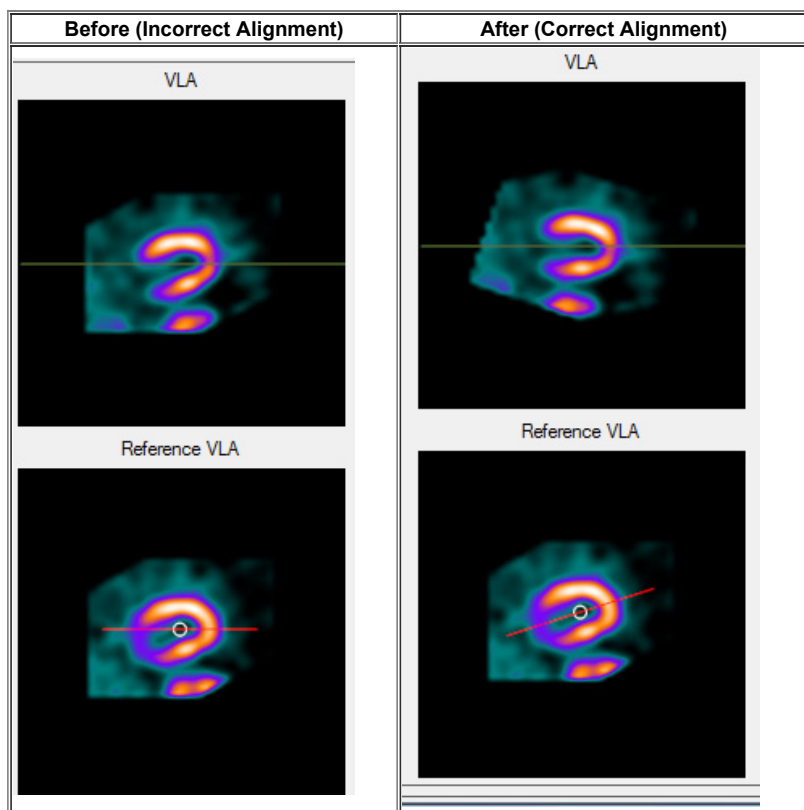 Before (Incorrect Alignment)
After (Correct Alignment)
VLA
VLA
Reference VLA
Reference VLA